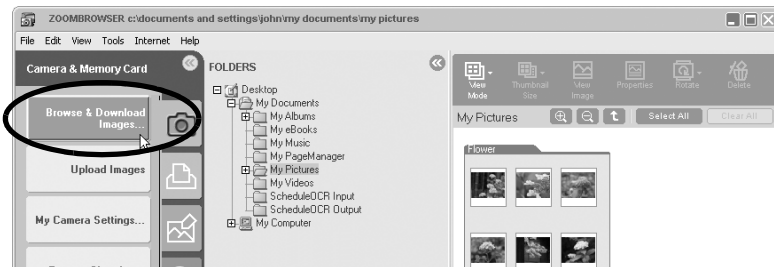 ZOOMBROWSER c:\documents and settings\john\my documents\my pictures
File Edit View Tools Internet Help
Camera & Memory Card
Browse & Download
Images...
Upload Images
My Camera Settings...
FOLDERS
Desktop
My Documents
My Albums
My eBooks
My Music
My PageManager
My Pictures
My Videos
ScheduleOCR Input
ScheduleOCR Output
My Computer
View
Mode
Thumbnail
Size
View
Image
Properties
Rotate
Delete
My Pictures
Select All
Clear All
Flower